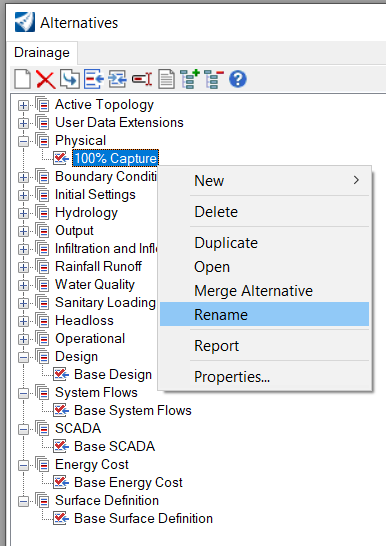 Alternatives
Drainage
Active Topology
User Data Extensions
Physical
100% Capture
Boundary Conditi
Initial Settings
Hydrology
Output
Infiltration and Infl
Rainfall Runoff
Water Quality
Sanitary Loading
Headloss
Operational
Design
Base Design
System Flows
Base System Flows
SCADA
Base SCADA
Energy Cost
Base Energy Cost
Surface Definition
Base Surface Definition
New
Delete
Duplicate
Open
Merge Alternative
Rename
Report
Properties...